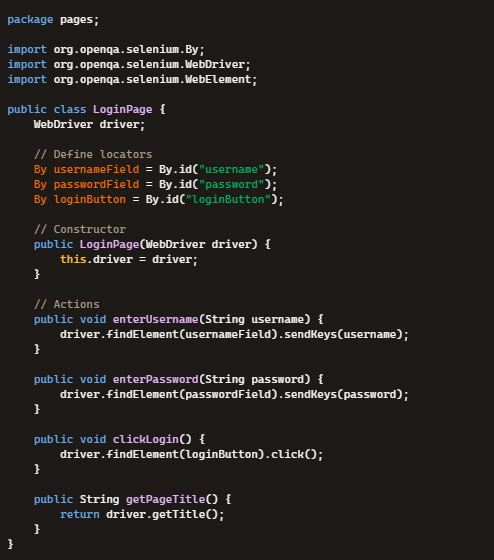 package pages;
import org.openqa.selenium.By;
import org.openqa.selenium.WebDriver;
import org.openqa.selenium.WebElement;
public class LoginPage {
    WebDriver driver;
    // Define locators
    By usernameField = By.id("username");
    By passwordField = By.id("password");
    By loginButton = By.id("loginButton");
    // Constructor
    public LoginPage(WebDriver driver) {
        this.driver = driver;
    }
    // Actions
    public void enterUsername(String username) {
        driver.findElement(usernameField).sendKeys(username);
    }
    public void enterPassword(String password) {
        driver.findElement(passwordField).sendKeys(password);
    }
    public void clickLogin() {
        driver.findElement(loginButton).click();
    }
    public String getPageTitle() {
        return driver.getTitle();
    }
}